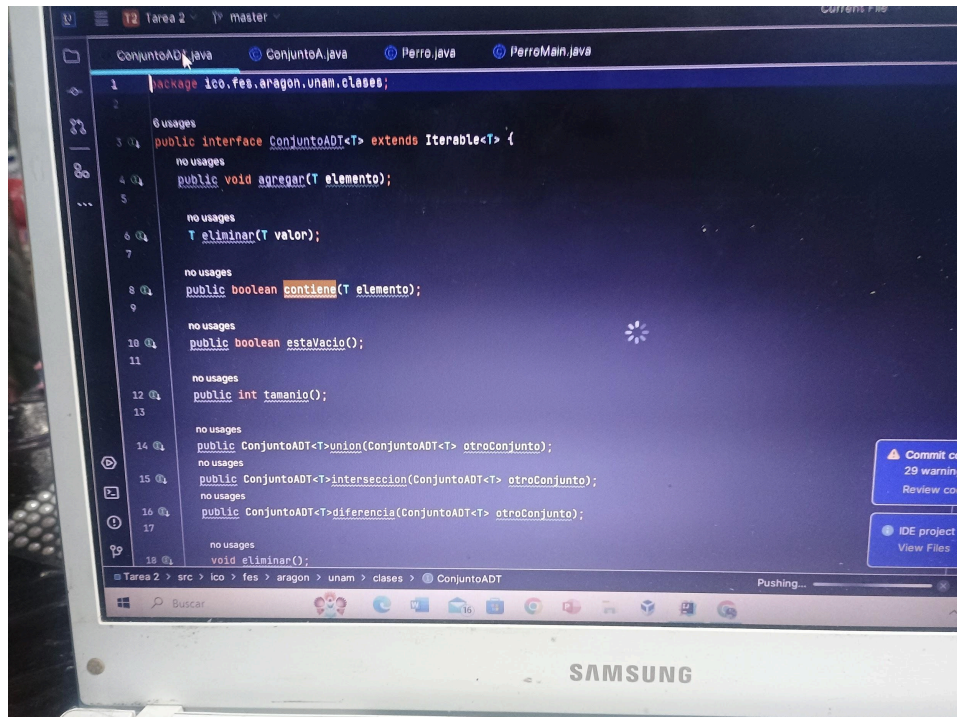 Tarea 2
master
Current File
ConjuntoADT.java
ConjuntoA.java
Perro.java
PerroMain.java
1 package ico.fes.aragon.unam.clases;
2
6 usages
3 public interface ConjuntoADT<T> extends Iterable<T> {
no usages
4 public void agregar(T elemento);
5
no usages
6 T eliminar(T valor);
7
no usages
8 public boolean contiene(T elemento);
9
no usages
10 public boolean estaVacio();
11
no usages
12 public int tamanio();
13
no usages
14 public ConjuntoADT<T>union(ConjuntoADT<T> otroConjunto);
no usages
15 public ConjuntoADT<T>interseccion(ConjuntoADT<T> otroConjunto);
no usages
16 public ConjuntoADT<T>diferencia(ConjuntoADT<T> otroConjunto);
17
no usages
18 void eliminar();
Commit co
29 warnin
Review co
IDE project
View Files
Tarea 2 > src > ico > fes > aragon > unam > clases > ConjuntoADT
Pushing...
Buscar
16
SAMSUNG